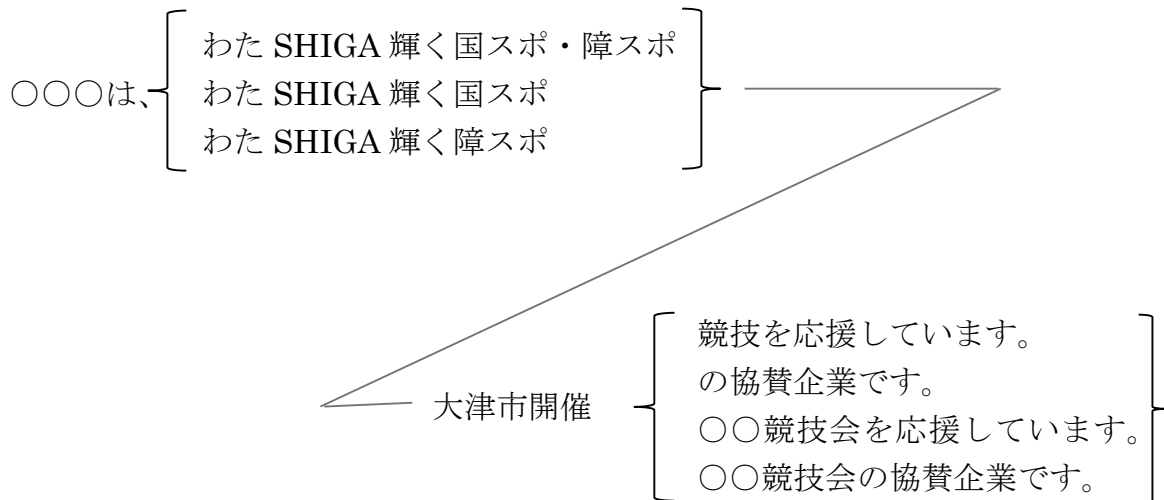 わた SHIGA 輝く国スポ・障スポ
○○○は、
わた SHIGA 輝く国スポ
わた SHIGA 輝く障スポ
大津市開催
競技を応援しています。
の協賛企業です。
○○競技会を応援しています。
○○競技会の協賛企業です。